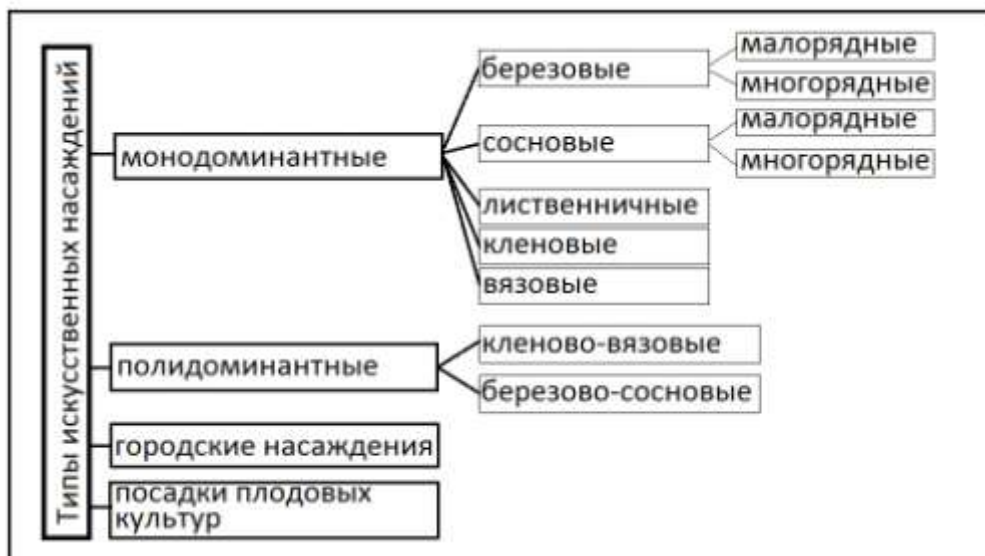 Типы искусственных насаждений
монодоминантные
березовые
малорядные
многорядные
сосновые
малорядные
многорядные
лиственничные
кленовые
вязовые
полидоминантные
кленово-вязовые
березово-сосновые
городские насаждения
посадки плодовых
культур